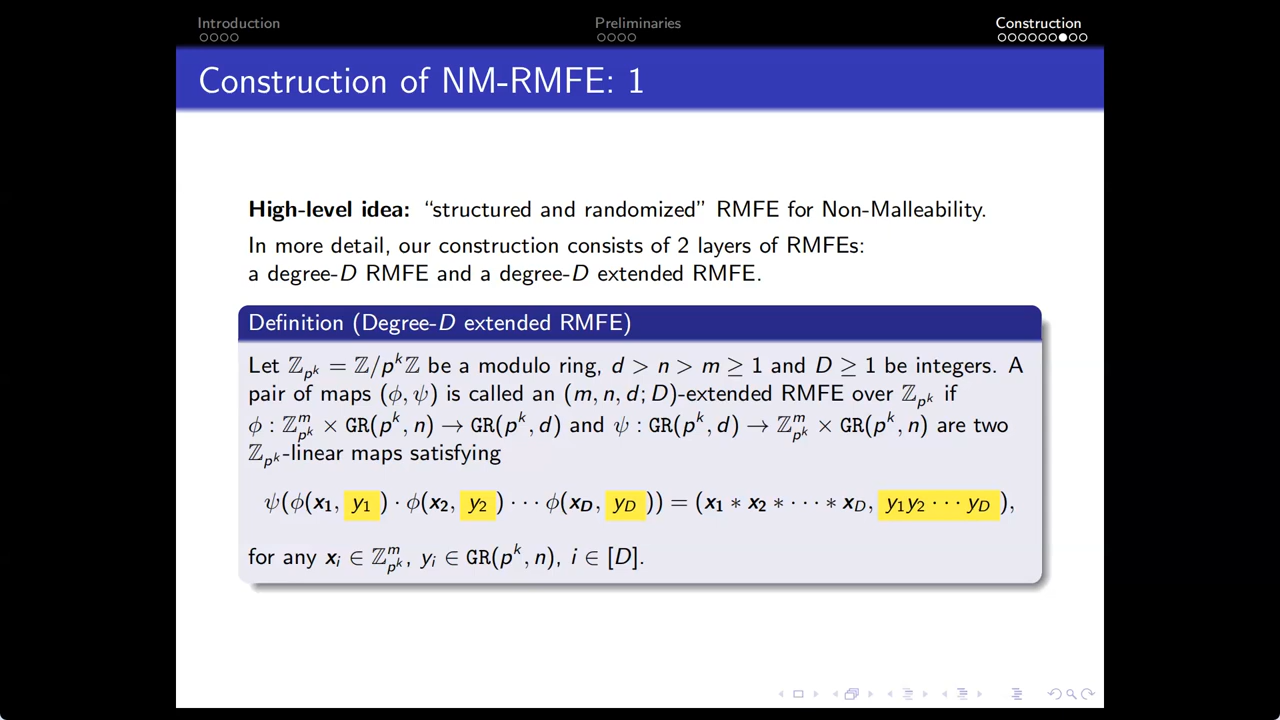 Introduction Preliminaries Construction
Construction of NM-RMFE: 1
High-level idea: “structured and randomized” RMFE for Non-Malleability.
In more detail, our construction consists of 2 layers of RMFEs:
a degree-D RMFE and a degree-D extended RMFE.
Definition (Degree-D extended RMFE)
Let ℤ_{p^k} = ℤ/p^kℤ be a modulo ring, d > n > m ≥ 1 and D ≥ 1 be integers. A
pair of maps (ϕ, ψ) is called an (m, n, d; D)-extended RMFE over ℤ_{p^k} if
ϕ : ℤ^m_{p^k} × GR(p^k, n) → GR(p^k, d) and ψ : GR(p^k, d) → ℤ^m_{p^k} × GR(p^k, n) are two
ℤ_{p^k}-linear maps satisfying
ψ(ϕ(x_1, y_1) · ϕ(x_2, y_2) ⋯ ϕ(x_D, y_D)) = (x_1 ∗ x_2 ∗ ⋯ ∗ x_D, y_1y_2 ⋯ y_D),
for any x_i ∈ ℤ^m_{p^k}, y_i ∈ GR(p^k, n), i ∈ [D].